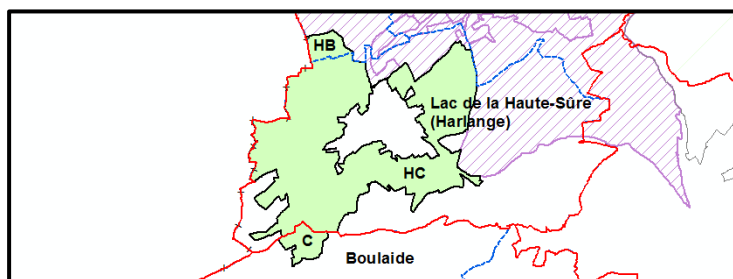 HB
Lac de la Haute-Sûre
(Harlange)
HC
C
Boulaide